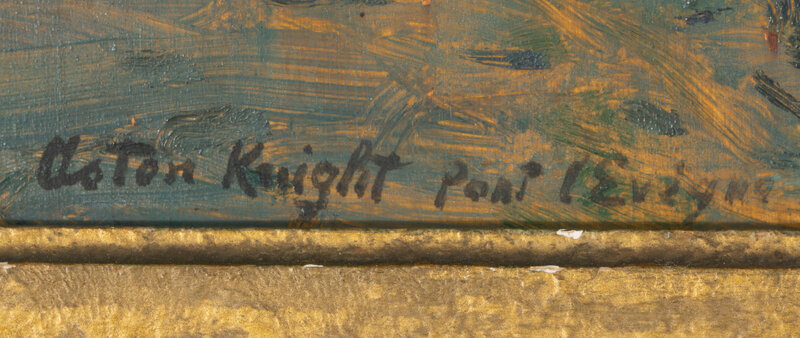 Aston Knight Pont l'Evêque